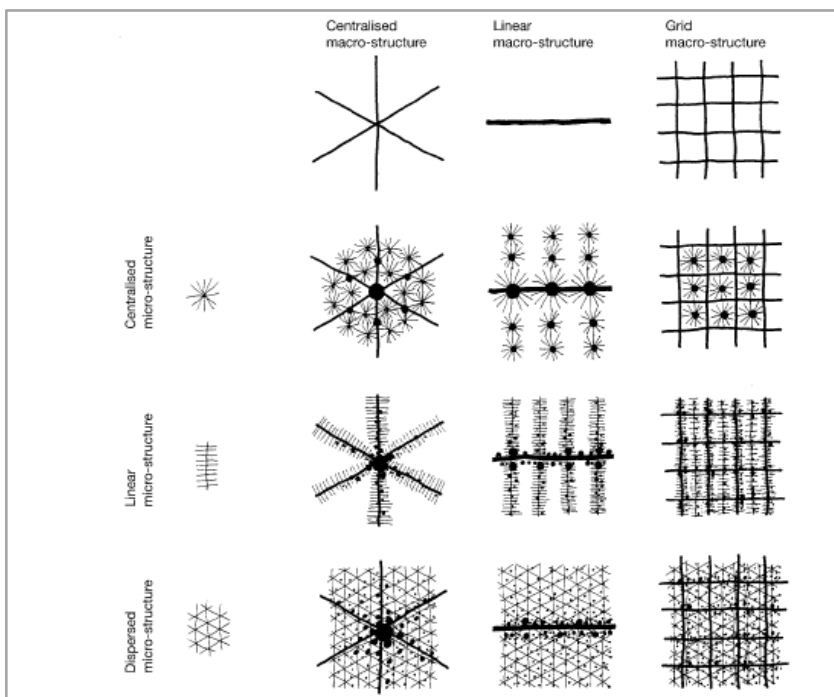 Centralised
macro-structure
Linear
macro-structure
Grid
macro-structure
Centralised
micro-structure
Linear
micro-structure
Dispersed
micro-structure